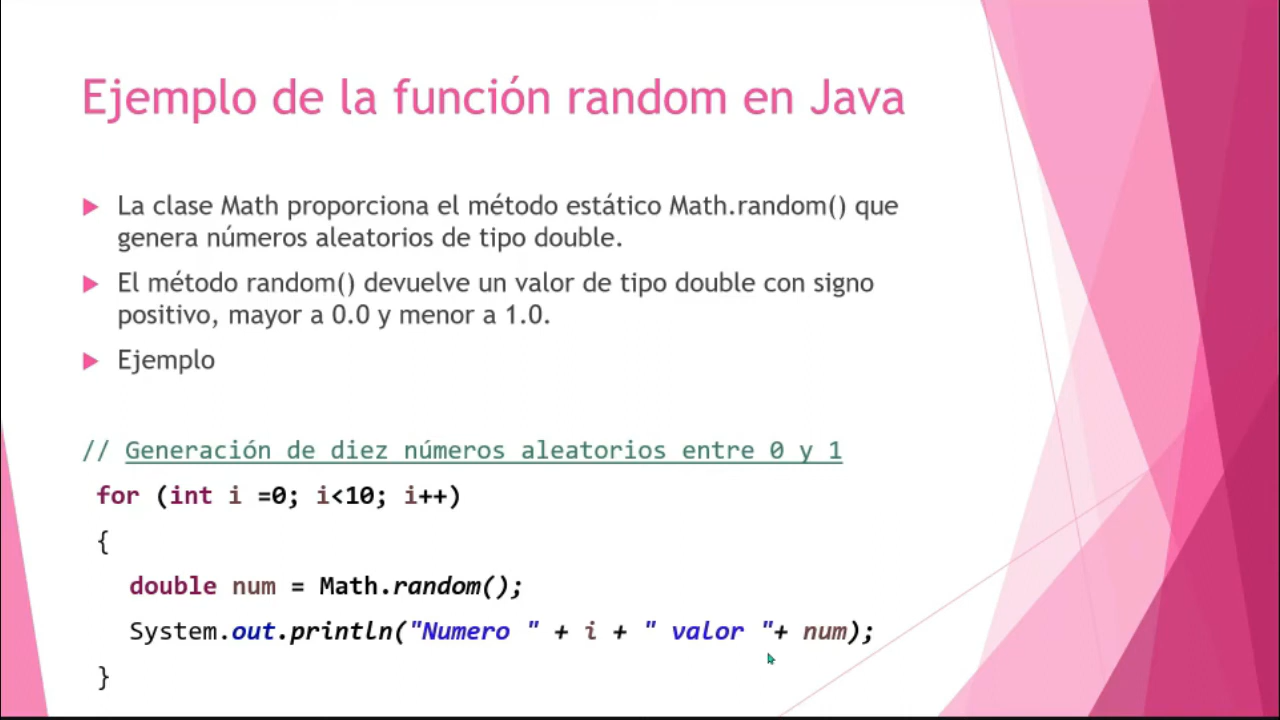 Ejemplo de la función random en Java
La clase Math proporciona el método estático Math.random() que
genera números aleatorios de tipo double.
El método random() devuelve un valor de tipo double con signo
positivo, mayor a 0.0 y menor a 1.0.
Ejemplo
// Generación de diez números aleatorios entre 0 y 1
for (int i =0; i<10; i++)
{
double num = Math.random();
System.out.println("Numero " + i + " valor "+ num);
}